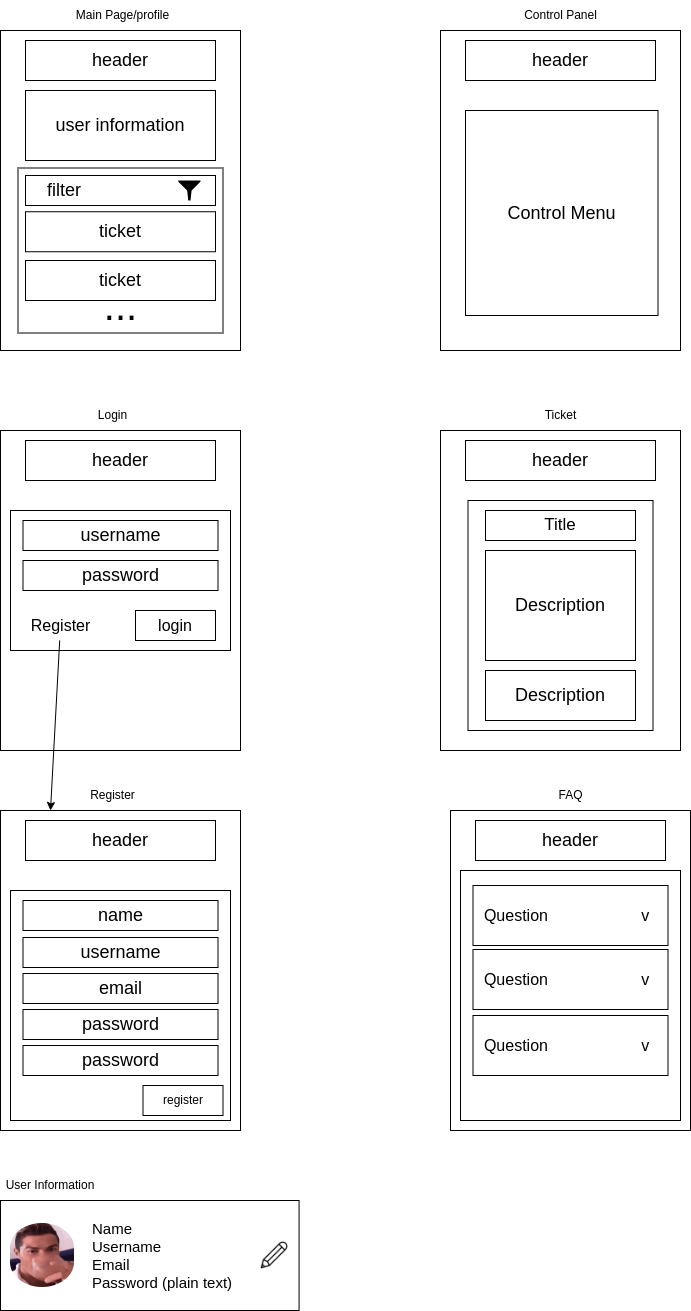 Main Page/profile
header
user information
filter
ticket
ticket
...
Control Panel
header
Control Menu
Login
header
username
password
Register
login
Ticket
header
Title
Description
Description
Register
header
name
username
email
password
password
register
FAQ
header
Question v
Question v
Question v
User Information
Name
Username
Email
Password (plain text)